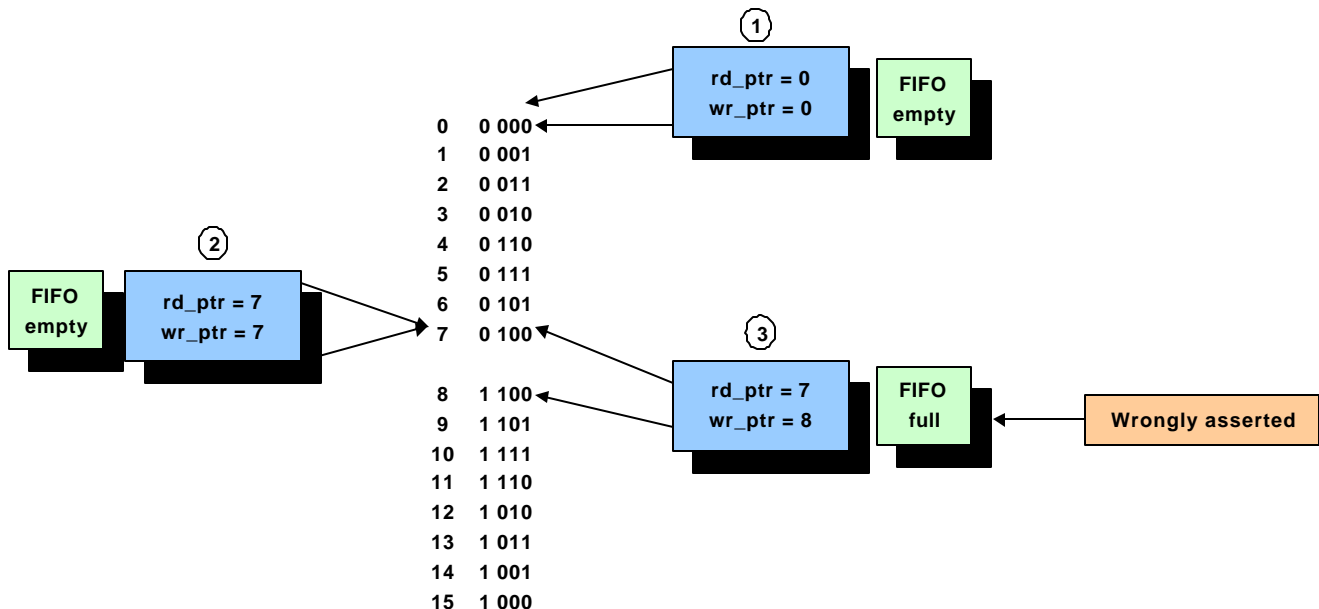 1
rd_ptr = 0
wr_ptr = 0
FIFO
empty
0 0 000
1 0 001
2 0 011
3 0 010
4 0 110
5 0 111
6 0 101
7 0 100
2
FIFO
empty
rd_ptr = 7
wr_ptr = 7
3
rd_ptr = 7
wr_ptr = 8
FIFO
full
Wrongly asserted
8 1 100
9 1 101
10 1 111
11 1 110
12 1 010
13 1 011
14 1 001
15 1 000